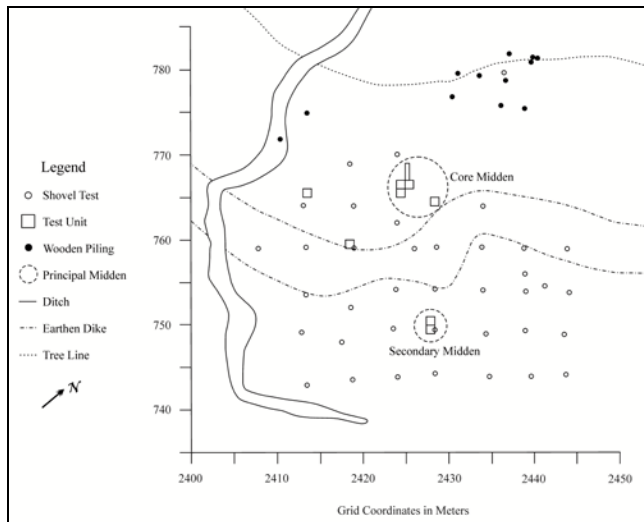 780
770
760
750
740
Core Midden
Secondary Midden
Legend
Shovel Test
Test Unit
Wooden Piling
Principal Midden
Ditch
Earthen Dike
Tree Line
N
2400
2410
2420
2430
2440
2450
Grid Coordinates in Meters